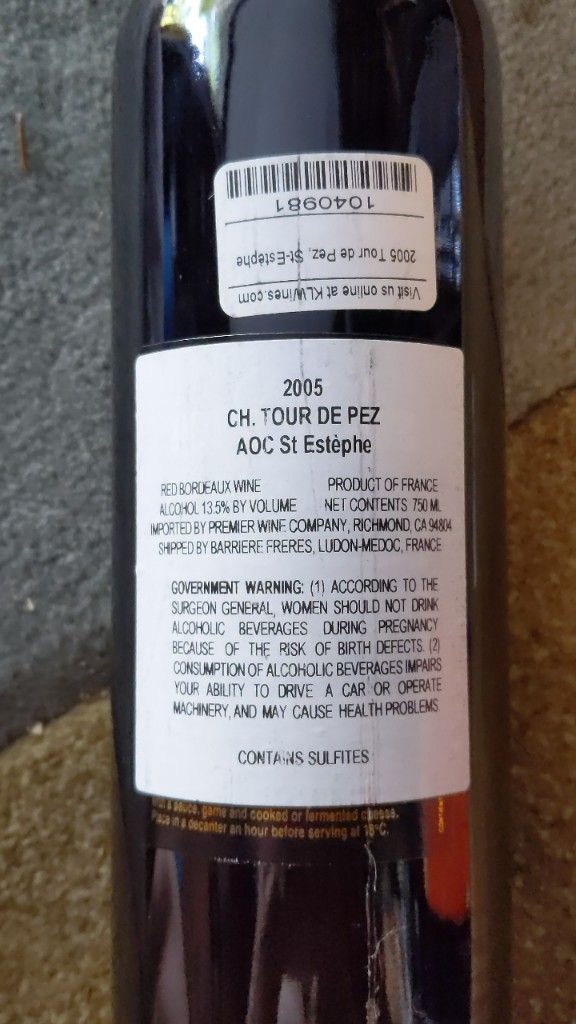 Visit us online at KLWines.com
2005 Tour de Pez, St-Estèphe
1040981
2005
CH. TOUR DE PEZ
AOC St Estèphe
RED BORDEAUX WINE PRODUCT OF FRANCE
ALCOHOL 13.5% BY VOLUME NET CONTENTS 750 ML
IMPORTED BY PREMIER WINE COMPANY, RICHMOND, CA 94804
SHIPPED BY BARRIERE FRERES, LUDON-MEDOC, FRANCE
GOVERNMENT WARNING: (1) ACCORDING TO THE
SURGEON GENERAL, WOMEN SHOULD NOT DRINK
ALCOHOLIC BEVERAGES DURING PREGNANCY
BECAUSE OF THE RISK OF BIRTH DEFECTS. (2)
CONSUMPTION OF ALCOHOLIC BEVERAGES IMPAIRS
YOUR ABILITY TO DRIVE A CAR OR OPERATE
MACHINERY, AND MAY CAUSE HEALTH PROBLEMS
CONTAINS SULFITES
a sauce, game and cooked or fermented cheese.
Place in a decanter an hour before serving at 18°C.